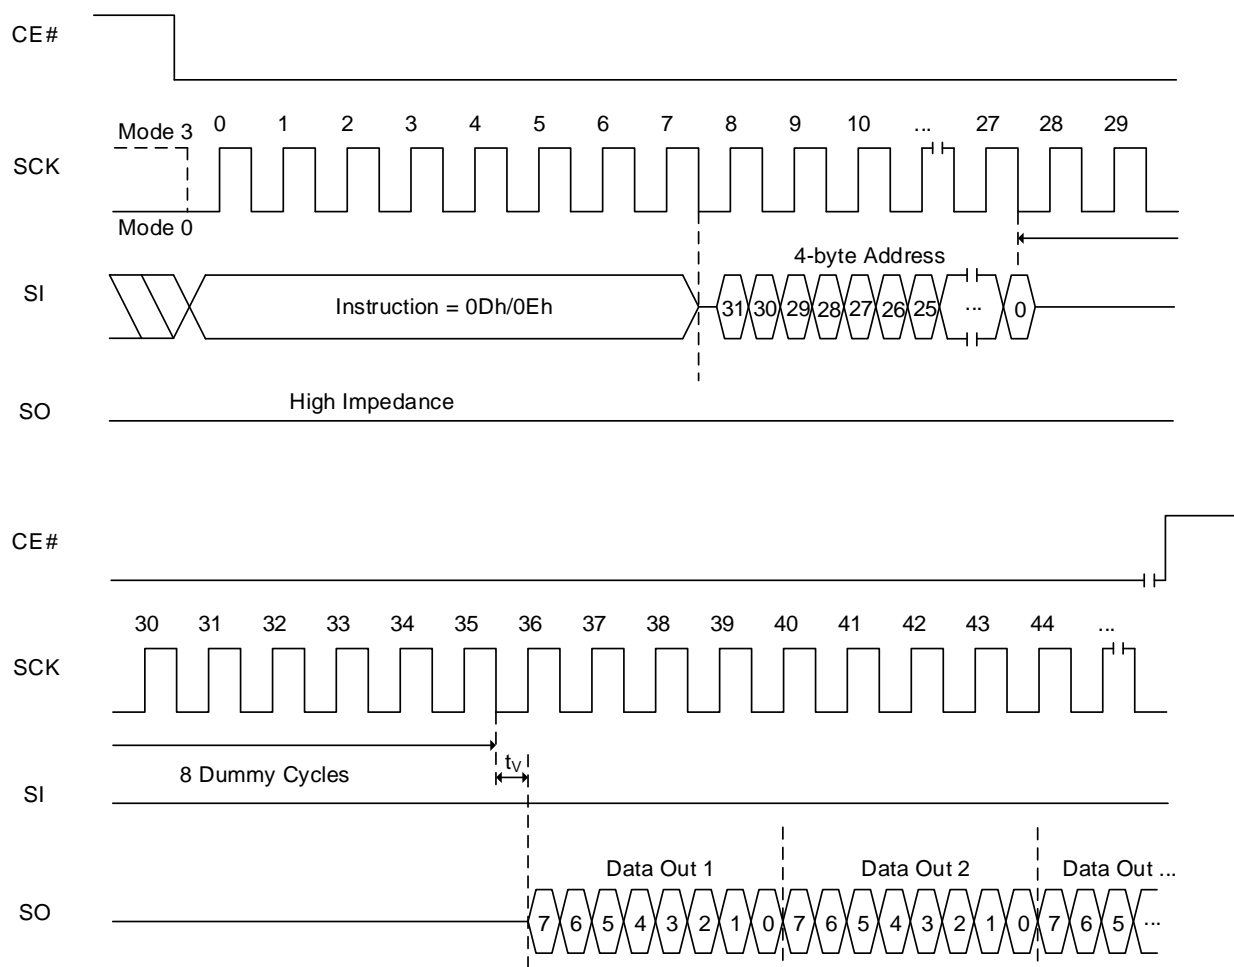 CE#
0 1 2 3 4 5 6 7 8 9 10 ... 27 28 29
Mode 3
SCK
Mode 0
4-byte Address
SI
Instruction = 0Dh/0Eh
31 30 29 28 27 26 25 ... 0
High Impedance
SO
CE#
30 31 32 33 34 35 36 37 38 39 40 41 42 43 44 ...
SCK
tV
8 Dummy Cycles
SI
Data Out 1 Data Out 2 Data Out ...
SO
7 6 5 4 3 2 1 0 7 6 5 4 3 2 1 0 7 6 5 ...